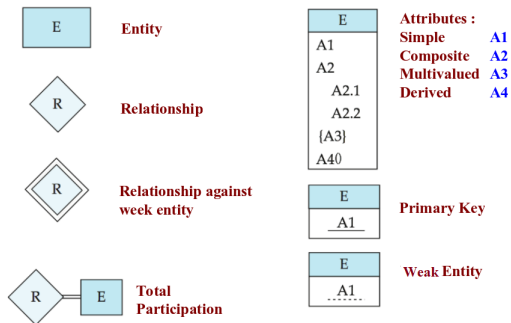 E
Entity
R
Relationship
R
Relationship against
week entity
R
E
Total
Participation
E
A1
A2
A2.1
A2.2
{A3}
A4()
Attributes :
Simple A1
Composite A2
Multivalued A3
Derived A4
E
A1
Primary Key
E
A1
Weak Entity